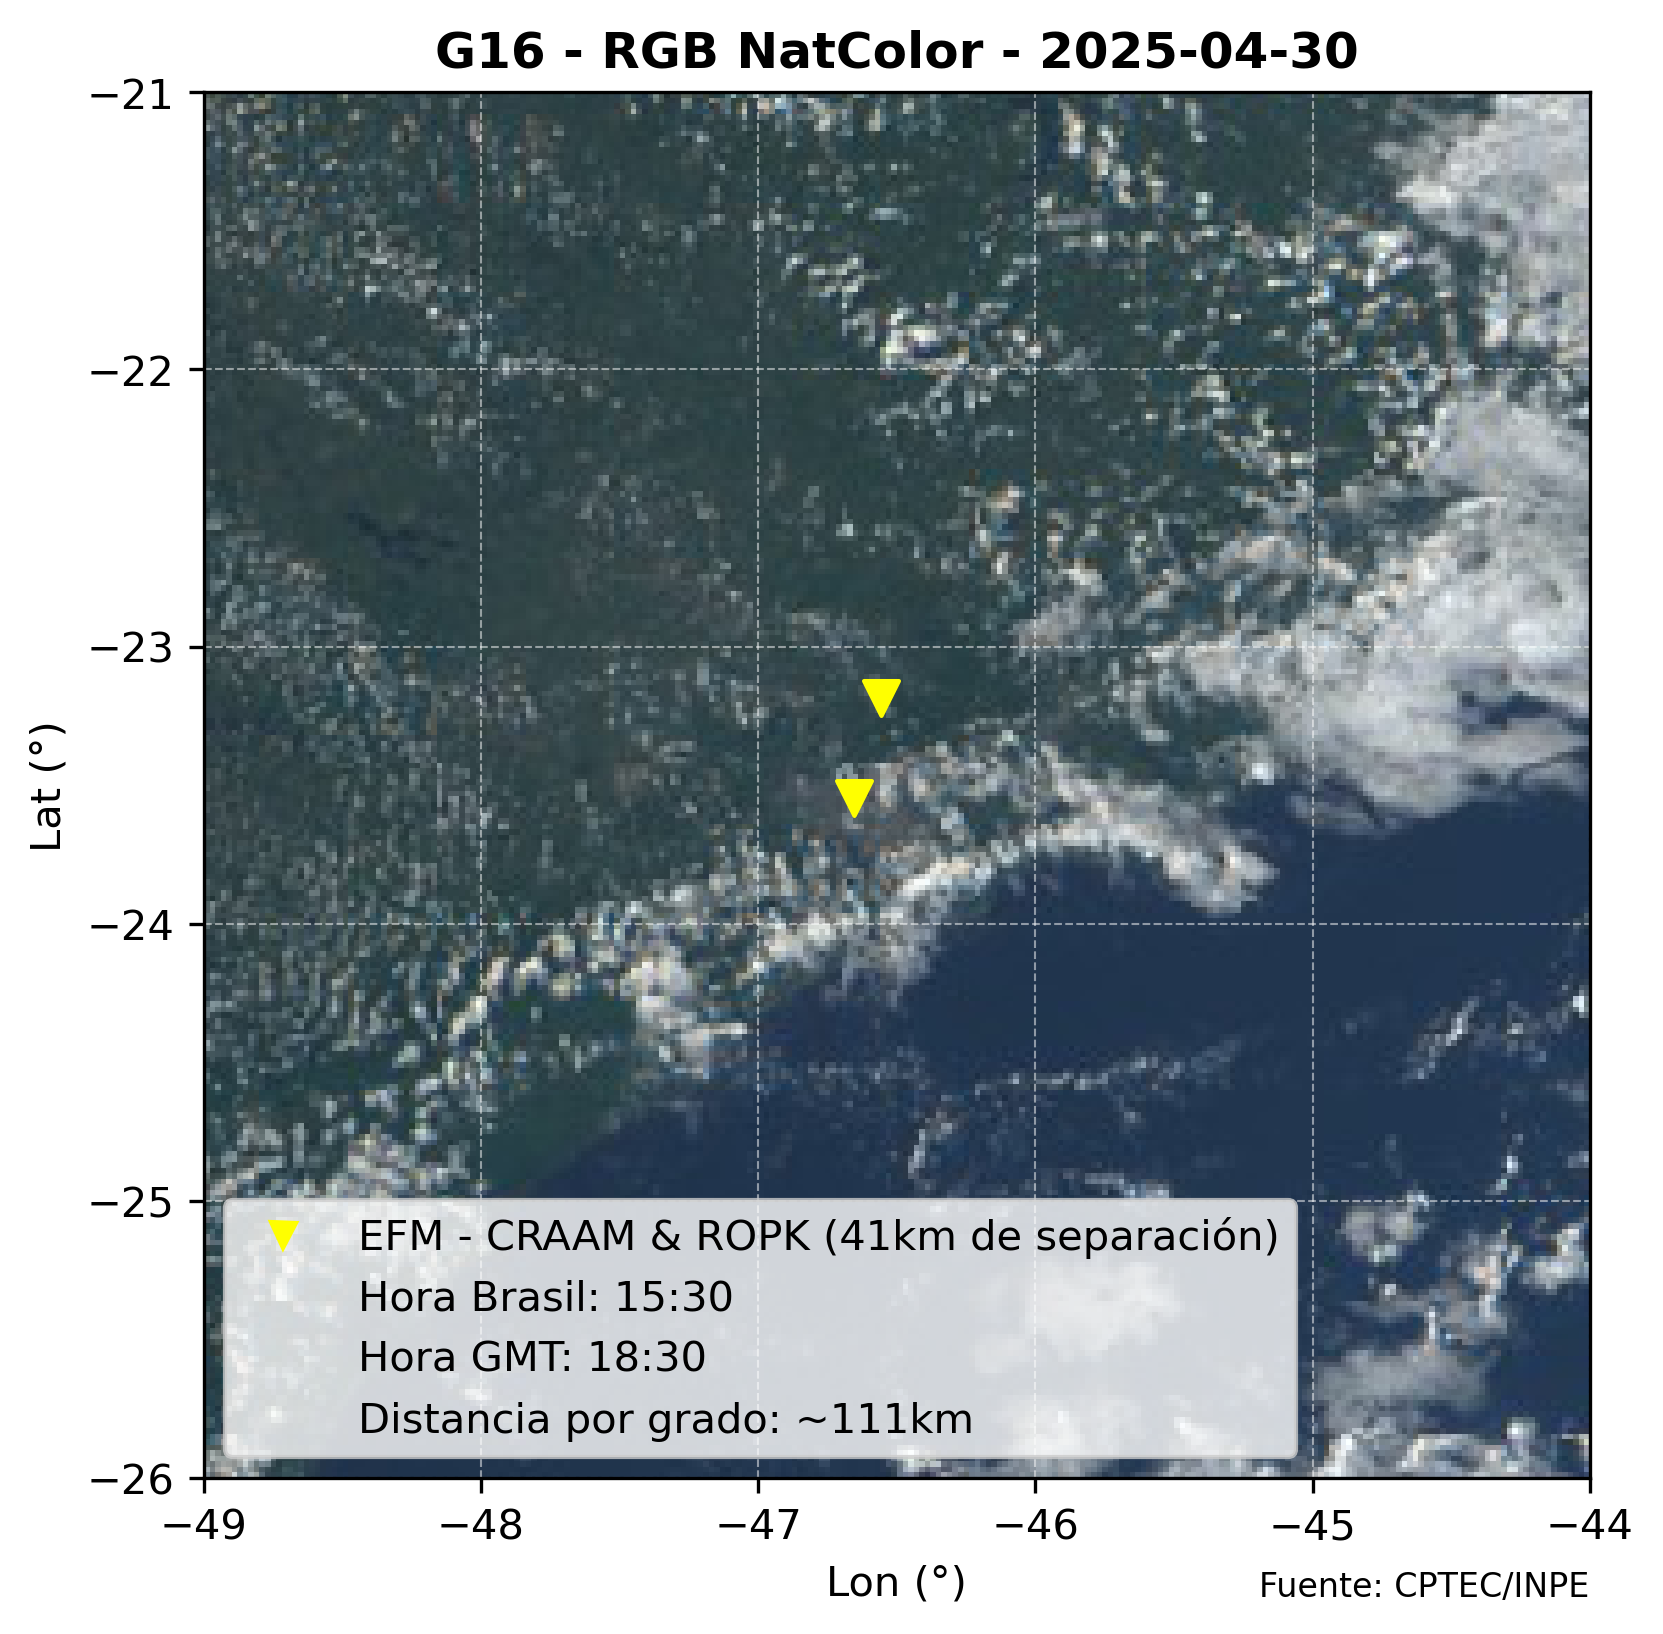 G16 - RGB NatColor - 2025-04-30
−21
−22
−23
−24
−25
−26
Lat (°)
EFM - CRAAM & ROPK (41km de separación)
Hora Brasil: 15:30
Hora GMT: 18:30
Distancia por grado: ~111km
−49 −48 −47 −46 −45 −44
Lon (°)
Fuente: CPTEC/INPE